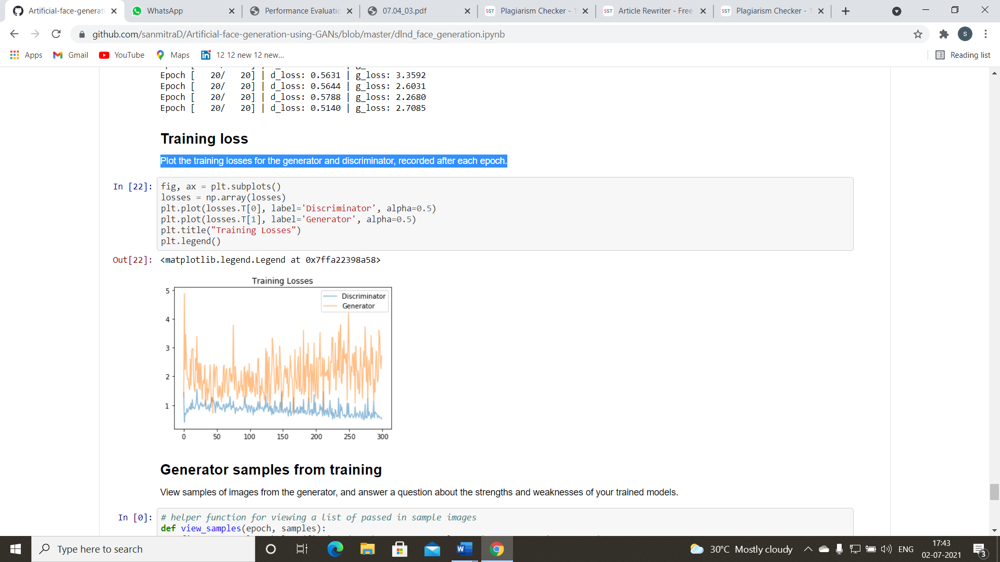 Artificial-face-generati
WhatsApp
Performance Evaluatio
07.04_03.pdf
SST Plagiarism Checker - 1
SST Article Rewriter - Free
SST Plagiarism Checker - 1
github.com/sanmitraD/Artificial-face-generation-using-GANs/blob/master/dlnd_face_generation.ipynb
S
Apps
Gmail
YouTube
Maps
in 12 12 new 12 new...
Reading list
Epoch [   20/   20] | d_loss: 0.5631 | g_loss: 3.3592
Epoch [   20/   20] | d_loss: 0.5644 | g_loss: 2.6031
Epoch [   20/   20] | d_loss: 0.5788 | g_loss: 2.2680
Epoch [   20/   20] | d_loss: 0.5140 | g_loss: 2.7085
Training loss
Plot the training losses for the generator and discriminator, recorded after each epoch.
In [22]:
fig, ax = plt.subplots()
losses = np.array(losses)
plt.plot(losses.T[0], label='Discriminator', alpha=0.5)
plt.plot(losses.T[1], label='Generator', alpha=0.5)
plt.title("Training Losses")
plt.legend()
Out[22]: <matplotlib.legend.Legend at 0x7ffa22398a58>
Training Losses
Discriminator
Generator
5
4
3
2
1
0 50 100 150 200 250 300
Generator samples from training
View samples of images from the generator, and answer a question about the strengths and weaknesses of your trained models.
In [0]:
# helper function for viewing a list of passed in sample images
def view_samples(epoch, samples):
Type here to search
W
30°C Mostly cloudy
ENG
17:43
02-07-2021
3